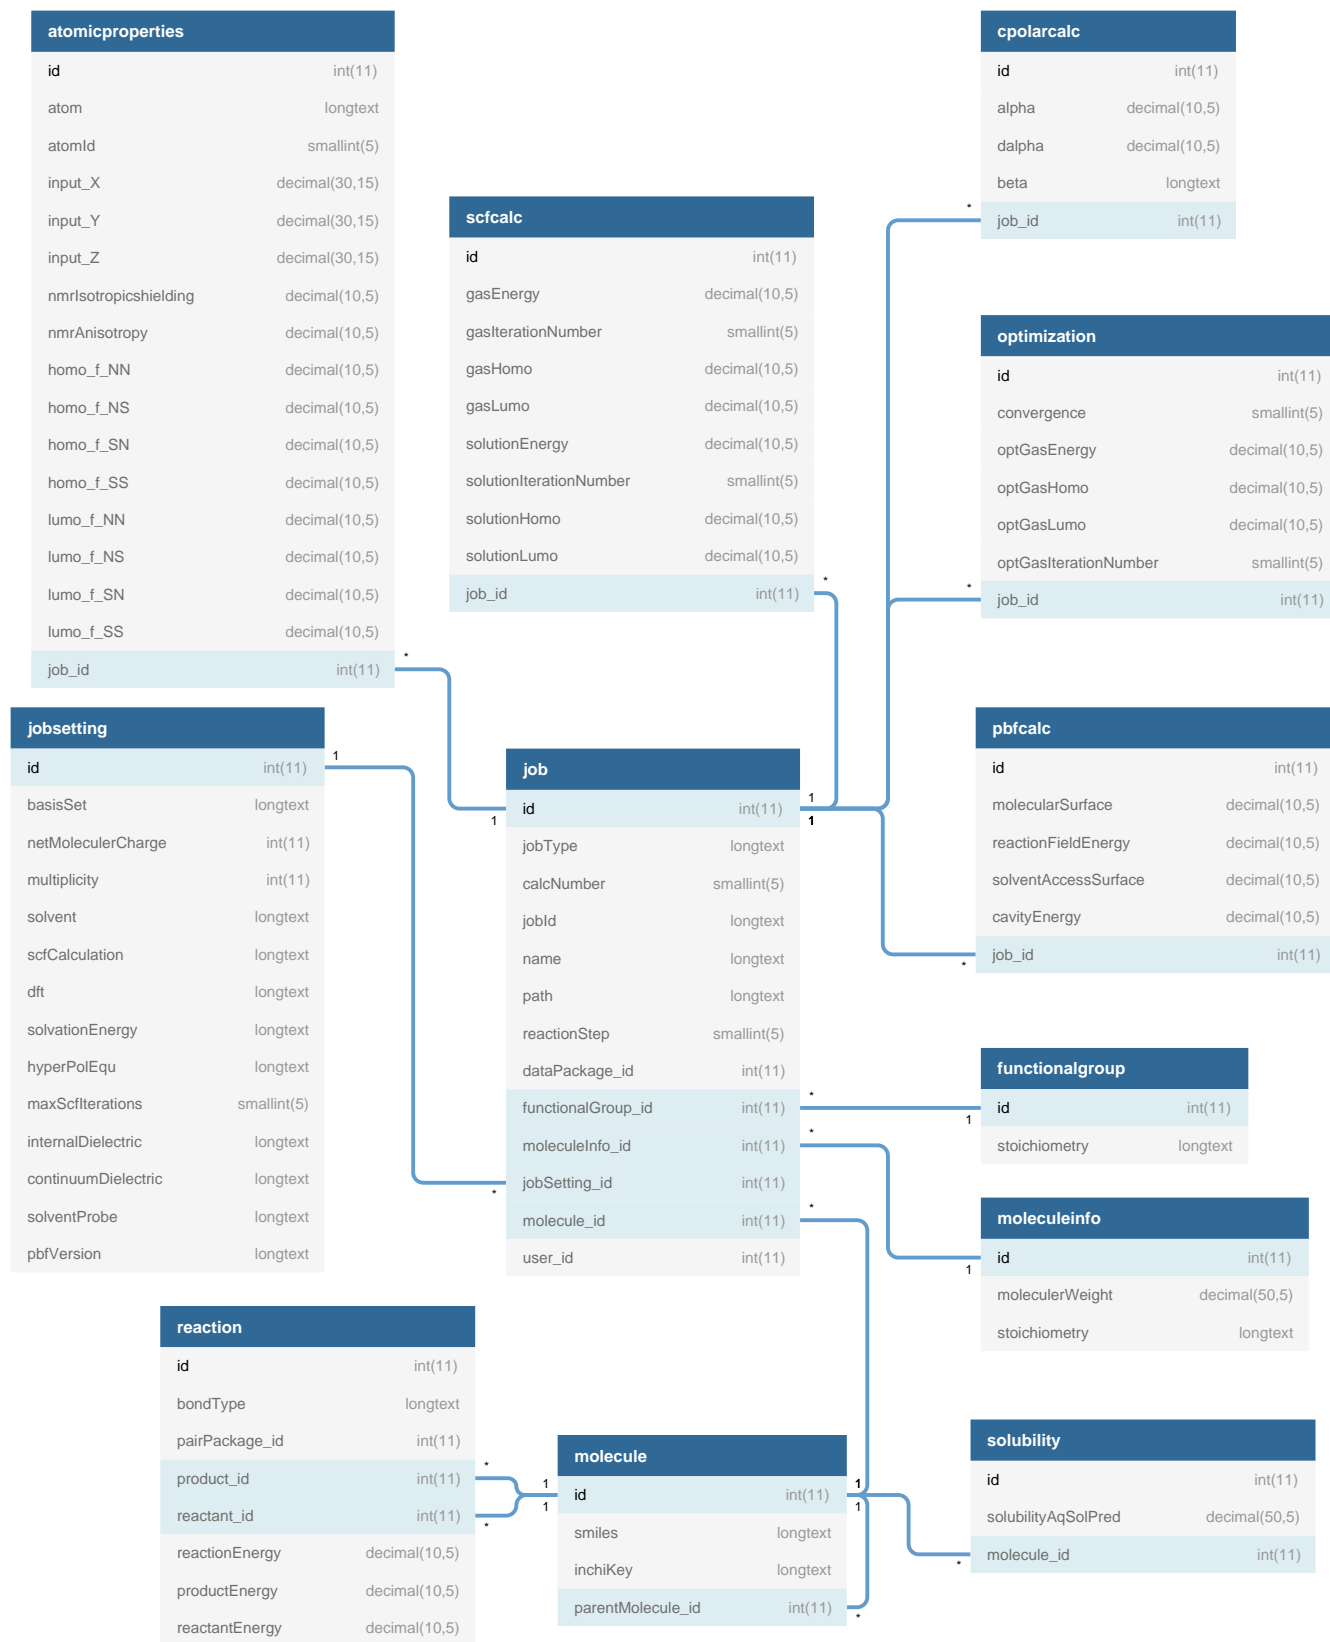 atomicproperties
id int(11)
atom longtext
atomId smallint(5)
input_X decimal(30,15)
input_Y decimal(30,15)
input_Z decimal(30,15)
nmrIsotropicshielding decimal(10,5)
nmrAnisotropy decimal(10,5)
homo_f_NN decimal(10,5)
homo_f_NS decimal(10,5)
homo_f_SN decimal(10,5)
homo_f_SS decimal(10,5)
lumo_f_NN decimal(10,5)
lumo_f_NS decimal(10,5)
lumo_f_SN decimal(10,5)
lumo_f_SS decimal(10,5)
job_id int(11)
*
1
scfcalc
id int(11)
gasEnergy decimal(10,5)
gasIterationNumber smallint(5)
gasHomo decimal(10,5)
gasLumo decimal(10,5)
solutionEnergy decimal(10,5)
solutionIterationNumber smallint(5)
solutionHomo decimal(10,5)
solutionLumo decimal(10,5)
job_id int(11)
*
cpolarcalc
id int(11)
alpha decimal(10,5)
dalpha decimal(10,5)
beta longtext
job_id int(11)
*
optimization
id int(11)
convergence smallint(5)
optGasEnergy decimal(10,5)
optGasHomo decimal(10,5)
optGasLumo decimal(10,5)
optGasIterationNumber smallint(5)
job_id int(11)
*
jobsetting
id int(11)
basisSet longtext
netMoleculerCharge int(11)
multiplicity int(11)
solvent longtext
scfCalculation longtext
dft longtext
solvationEnergy longtext
hyperPolEqu longtext
maxScfIterations smallint(5)
internalDielectric longtext
continuumDielectric longtext
solventProbe longtext
pbfVersion longtext
1
*
job
id int(11)
jobType longtext
calcNumber smallint(5)
jobId longtext
name longtext
path longtext
reactionStep smallint(5)
dataPackage_id int(11)
functionalGroup_id int(11)
moleculeInfo_id int(11)
jobSetting_id int(11)
molecule_id int(11)
user_id int(11)
1
1
*
*
*
pbfcalc
id int(11)
molecularSurface decimal(10,5)
reactionFieldEnergy decimal(10,5)
solventAccessSurface decimal(10,5)
cavityEnergy decimal(10,5)
job_id int(11)
*
functionalgroup
id int(11)
stoichiometry longtext
1
moleculeinfo
id int(11)
moleculerWeight decimal(50,5)
stoichiometry longtext
1
reaction
id int(11)
bondType longtext
pairPackage_id int(11)
product_id int(11)
reactant_id int(11)
reactionEnergy decimal(10,5)
productEnergy decimal(10,5)
reactantEnergy decimal(10,5)
*
*
1
1
molecule
id int(11)
smiles longtext
inchiKey longtext
parentMolecule_id int(11)
1
1
*
solubility
id int(11)
solubilityAqSolPred decimal(50,5)
molecule_id int(11)
*